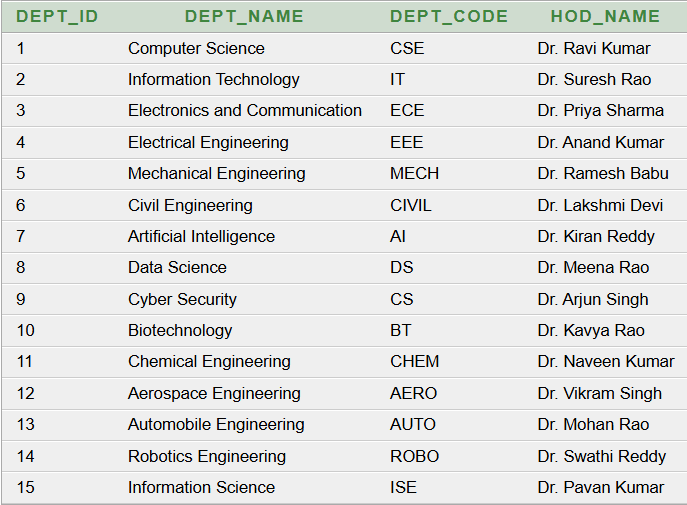 DEPT_ID DEPT_NAME DEPT_CODE HOD_NAME
1 Computer Science CSE Dr. Ravi Kumar
2 Information Technology IT Dr. Suresh Rao
3 Electronics and Communication ECE Dr. Priya Sharma
4 Electrical Engineering EEE Dr. Anand Kumar
5 Mechanical Engineering MECH Dr. Ramesh Babu
6 Civil Engineering CIVIL Dr. Lakshmi Devi
7 Artificial Intelligence AI Dr. Kiran Reddy
8 Data Science DS Dr. Meena Rao
9 Cyber Security CS Dr. Arjun Singh
10 Biotechnology BT Dr. Kavya Rao
11 Chemical Engineering CHEM Dr. Naveen Kumar
12 Aerospace Engineering AERO Dr. Vikram Singh
13 Automobile Engineering AUTO Dr. Mohan Rao
14 Robotics Engineering ROBO Dr. Swathi Reddy
15 Information Science ISE Dr. Pavan Kumar